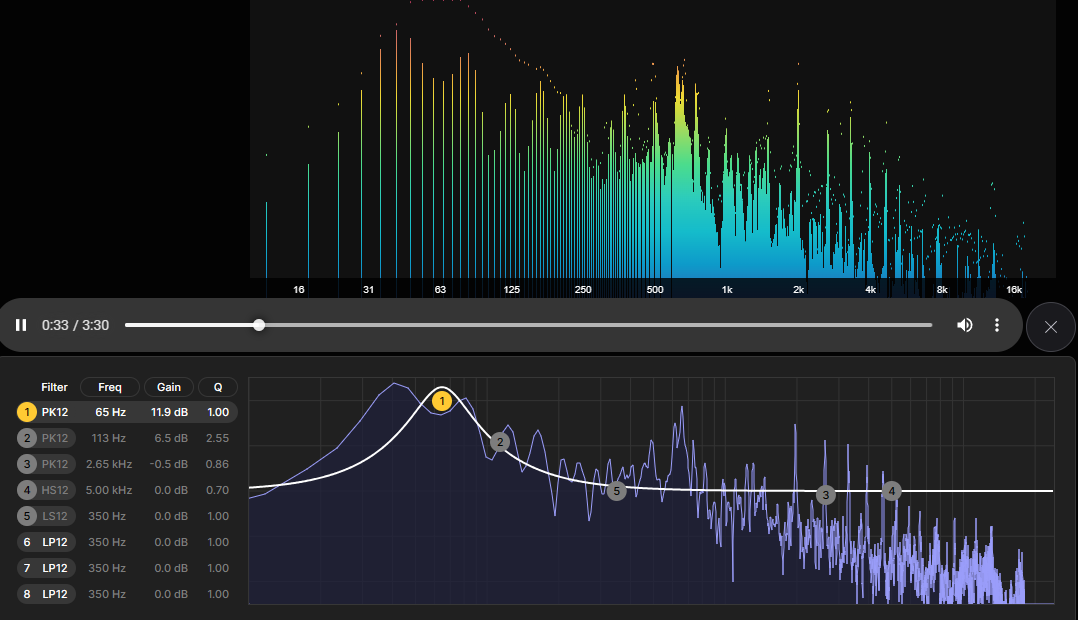 16 31 63 125 250 500 1k 2k 4k 8k 16k
0:33 / 3:30
Filter Freq Gain Q
1 PK12 65 Hz 11.9 dB 1.00
2 PK12 113 Hz 6.5 dB 2.55
3 PK12 2.65 kHz -0.5 dB 0.86
4 HS12 5.00 kHz 0.0 dB 0.70
5 LS12 350 Hz 0.0 dB 1.00
6 LP12 350 Hz 0.0 dB 1.00
7 LP12 350 Hz 0.0 dB 1.00
8 LP12 350 Hz 0.0 dB 1.00
1
2
5
3
4